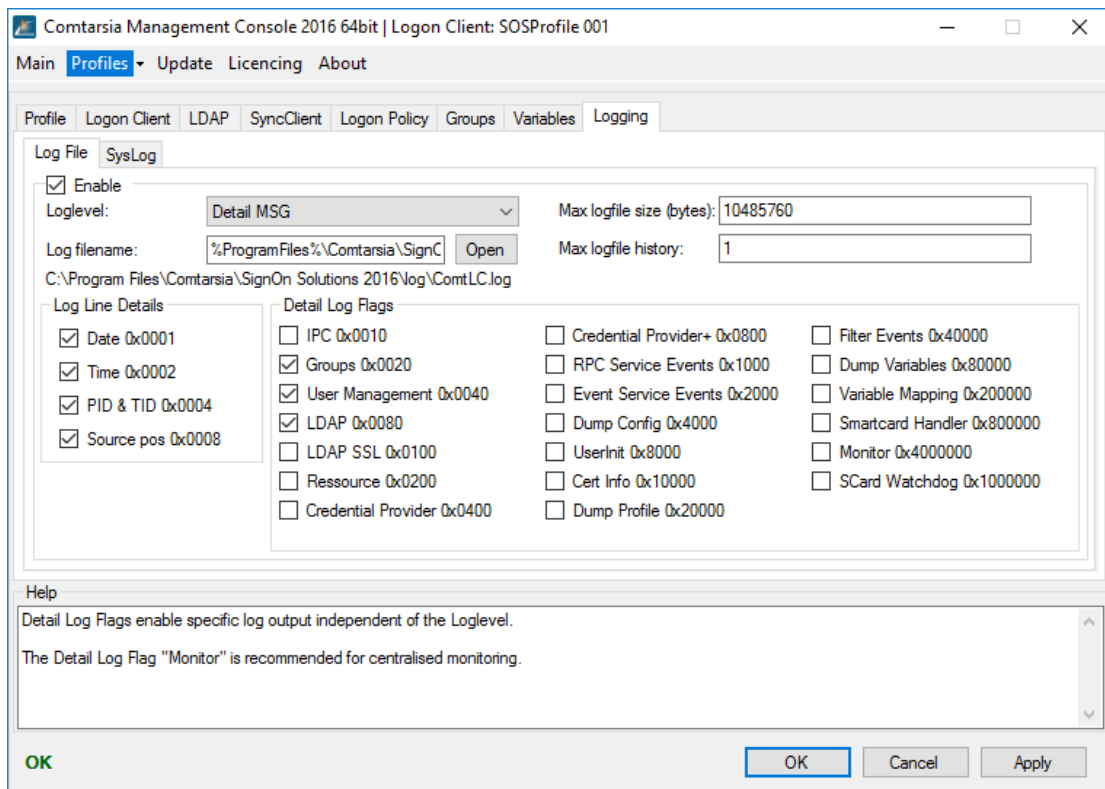 Comtarsia Management Console 2016 64bit | Logon Client: SOSProfile 001
Main Profiles Update Licencing About
Profile Logon Client LDAP SyncClient Logon Policy Groups Variables Logging
Log File SysLog
Enable
Loglevel: Detail MSG Max logfile size (bytes): 10485760
Log filename: %ProgramFiles%\Comtarsia\SignO Open Max logfile history: 1
C:\Program Files\Comtarsia\SignOn Solutions 2016\log\ComtLC.log
Log Line Details
Date 0x0001
Time 0x0002
PID & TID 0x0004
Source pos 0x0008
Detail Log Flags
IPC 0x0010 Credential Provider+ 0x0800 Filter Events 0x40000
Groups 0x0020 RPC Service Events 0x1000 Dump Variables 0x80000
User Management 0x0040 Event Service Events 0x2000 Variable Mapping 0x200000
LDAP 0x0080 Dump Config 0x4000 Smartcard Handler 0x800000
LDAP SSL 0x0100 UserInit 0x8000 Monitor 0x4000000
Ressource 0x0200 Cert Info 0x10000 SCard Watchdog 0x1000000
Credential Provider 0x0400 Dump Profile 0x20000
Help
Detail Log Flags enable specific log output independent of the Loglevel.
The Detail Log Flag "Monitor" is recommended for centralised monitoring.
OK OK Cancel Apply